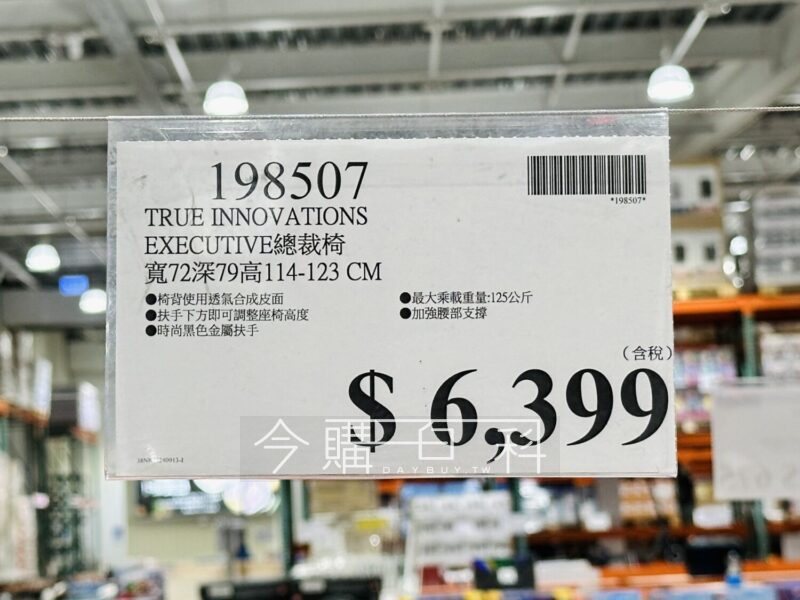 198507
*198507*
TRUE INNOVATIONS
EXECUTIVE總裁椅
寬72深79高114-123 CM
●椅背使用透氣合成皮面
●扶手下方即可調整座椅高度
●時尚黑色金屬扶手
●最大乘載重量:125公斤
●加強腰部支撐
(含稅)
$ 6,399
今購百科
DAYBUY.TW